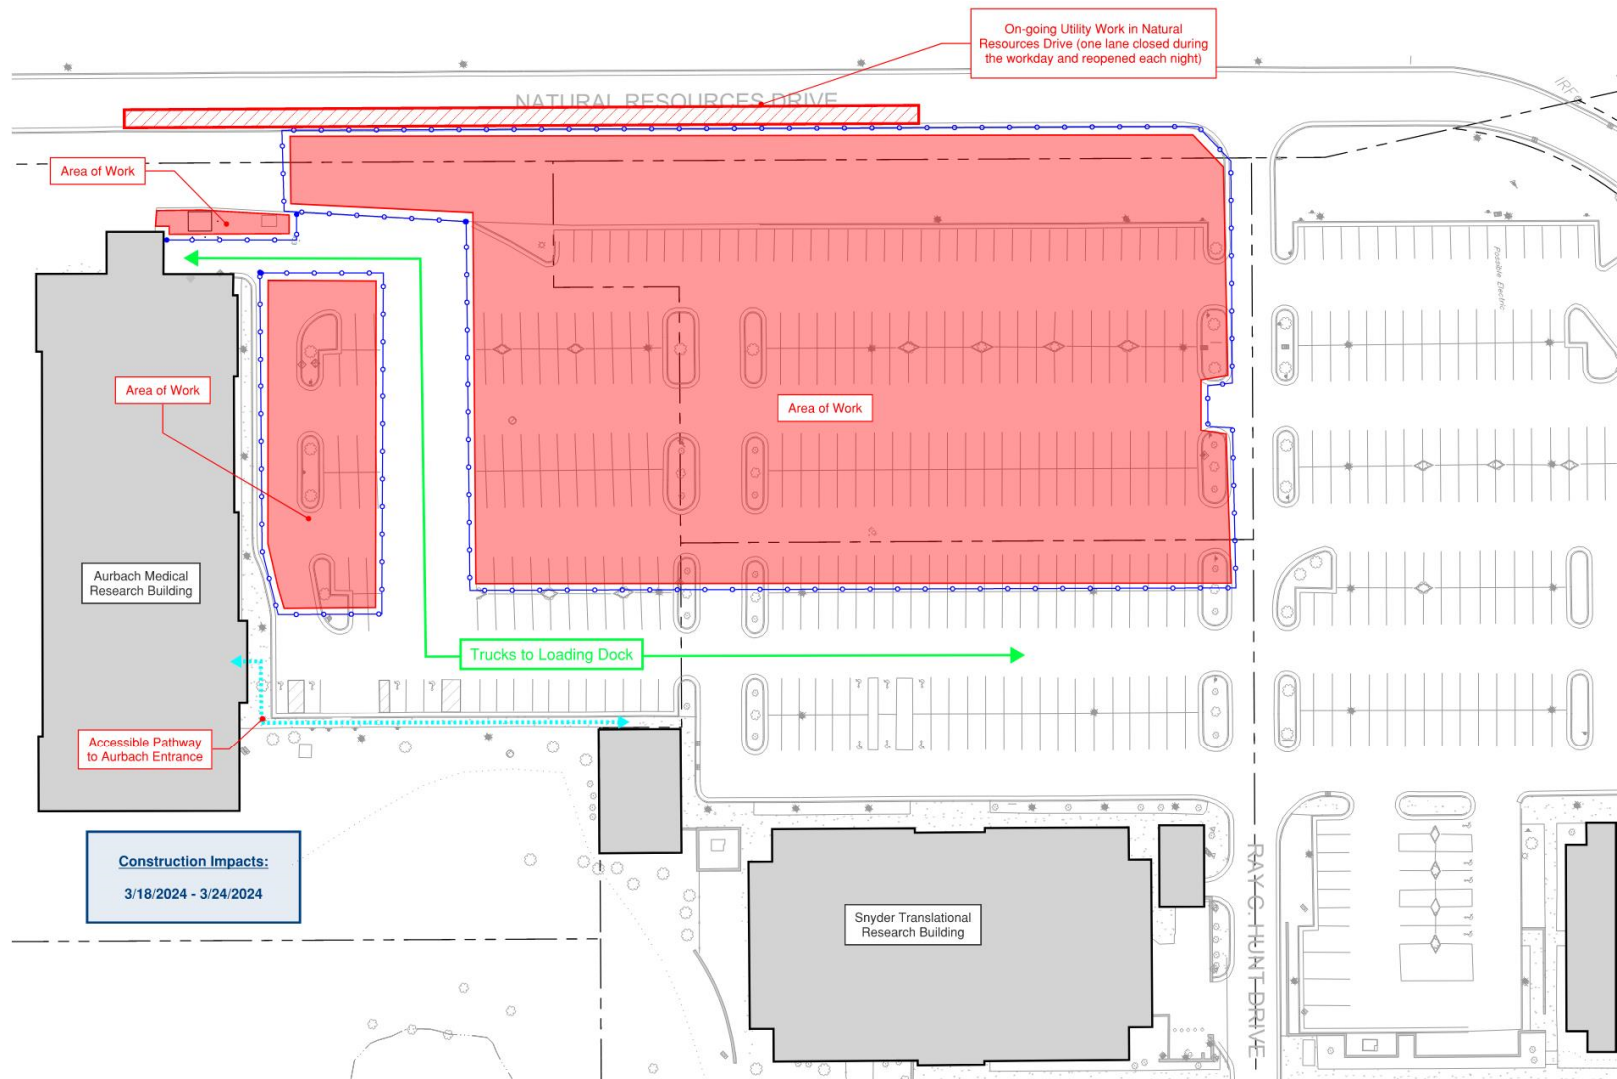 On-going Utility Work in Natural
Resources Drive (one lane closed during
the workday and reopened each night)
NATURAL RESOURCES DRIVE
Area of Work
Possible Electric
Area of Work
Area of Work
Aurbach Medical
Research Building
Trucks to Loading Dock
Accessible Pathway
to Aurbach Entrance
Construction Impacts:
3/18/2024 - 3/24/2024
Snyder Translational
Research Building
RAY C. HUNT DRIVE